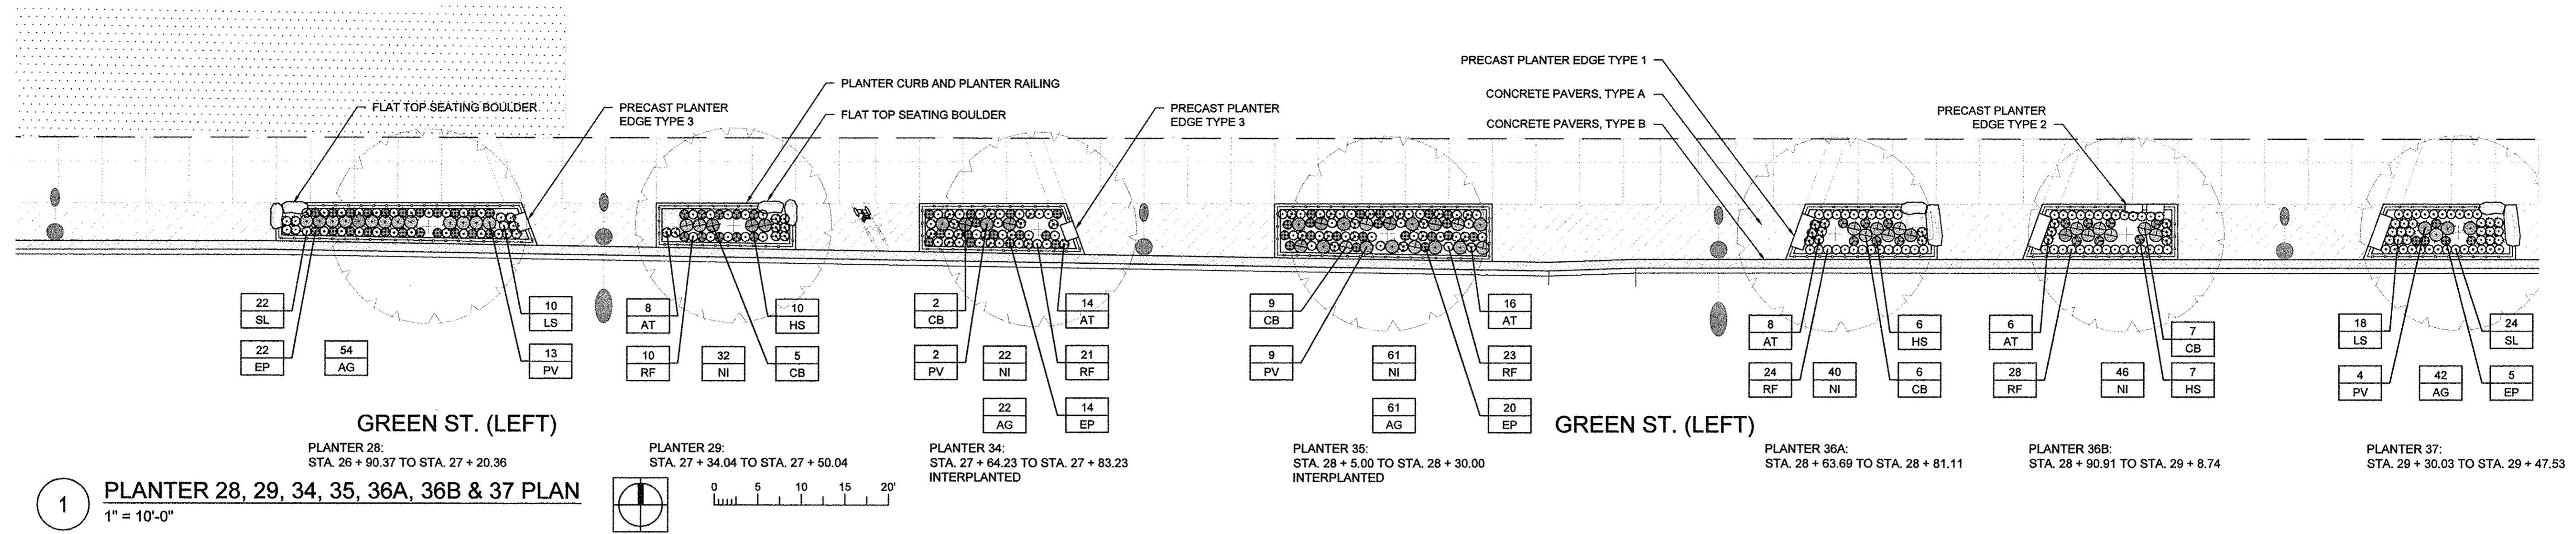 PRECAST PLANTER EDGE TYPE 1
PLANTER CURB AND PLANTER RAILING
CONCRETE PAVERS, TYPE A
FLAT TOP SEATING BOULDER
PRECAST PLANTER
EDGE TYPE 3
FLAT TOP SEATING BOULDER
PRECAST PLANTER
EDGE TYPE 3
CONCRETE PAVERS, TYPE B
PRECAST PLANTER
EDGE TYPE 2
22
SL
10
LS
22
EP
54
AG
13
PV
8
AT
10
HS
10
RF
32
NI
5
CB
2
CB
14
AT
2
PV
22
NI
21
RF
22
AG
14
EP
9
CB
16
AT
9
PV
61
NI
23
RF
61
AG
20
EP
8
AT
6
HS
24
RF
40
NI
6
CB
6
AT
7
CB
28
RF
46
NI
7
HS
18
LS
24
SL
4
PV
42
AG
5
EP
GREEN ST. (LEFT)
GREEN ST. (LEFT)
PLANTER 28:
STA. 26 + 90.37 TO STA. 27 + 20.36
PLANTER 29:
STA. 27 + 34.04 TO STA. 27 + 50.04
PLANTER 34:
STA. 27 + 64.23 TO STA. 27 + 83.23
INTERPLANTED
PLANTER 35:
STA. 28 + 5.00 TO STA. 28 + 30.00
INTERPLANTED
PLANTER 36A:
STA. 28 + 63.69 TO STA. 28 + 81.11
PLANTER 36B:
STA. 28 + 90.91 TO STA. 29 + 8.74
PLANTER 37:
STA. 29 + 30.03 TO STA. 29 + 47.53
1
PLANTER 28, 29, 34, 35, 36A, 36B & 37 PLAN
1" = 10'-0"
0 5 10 15 20'